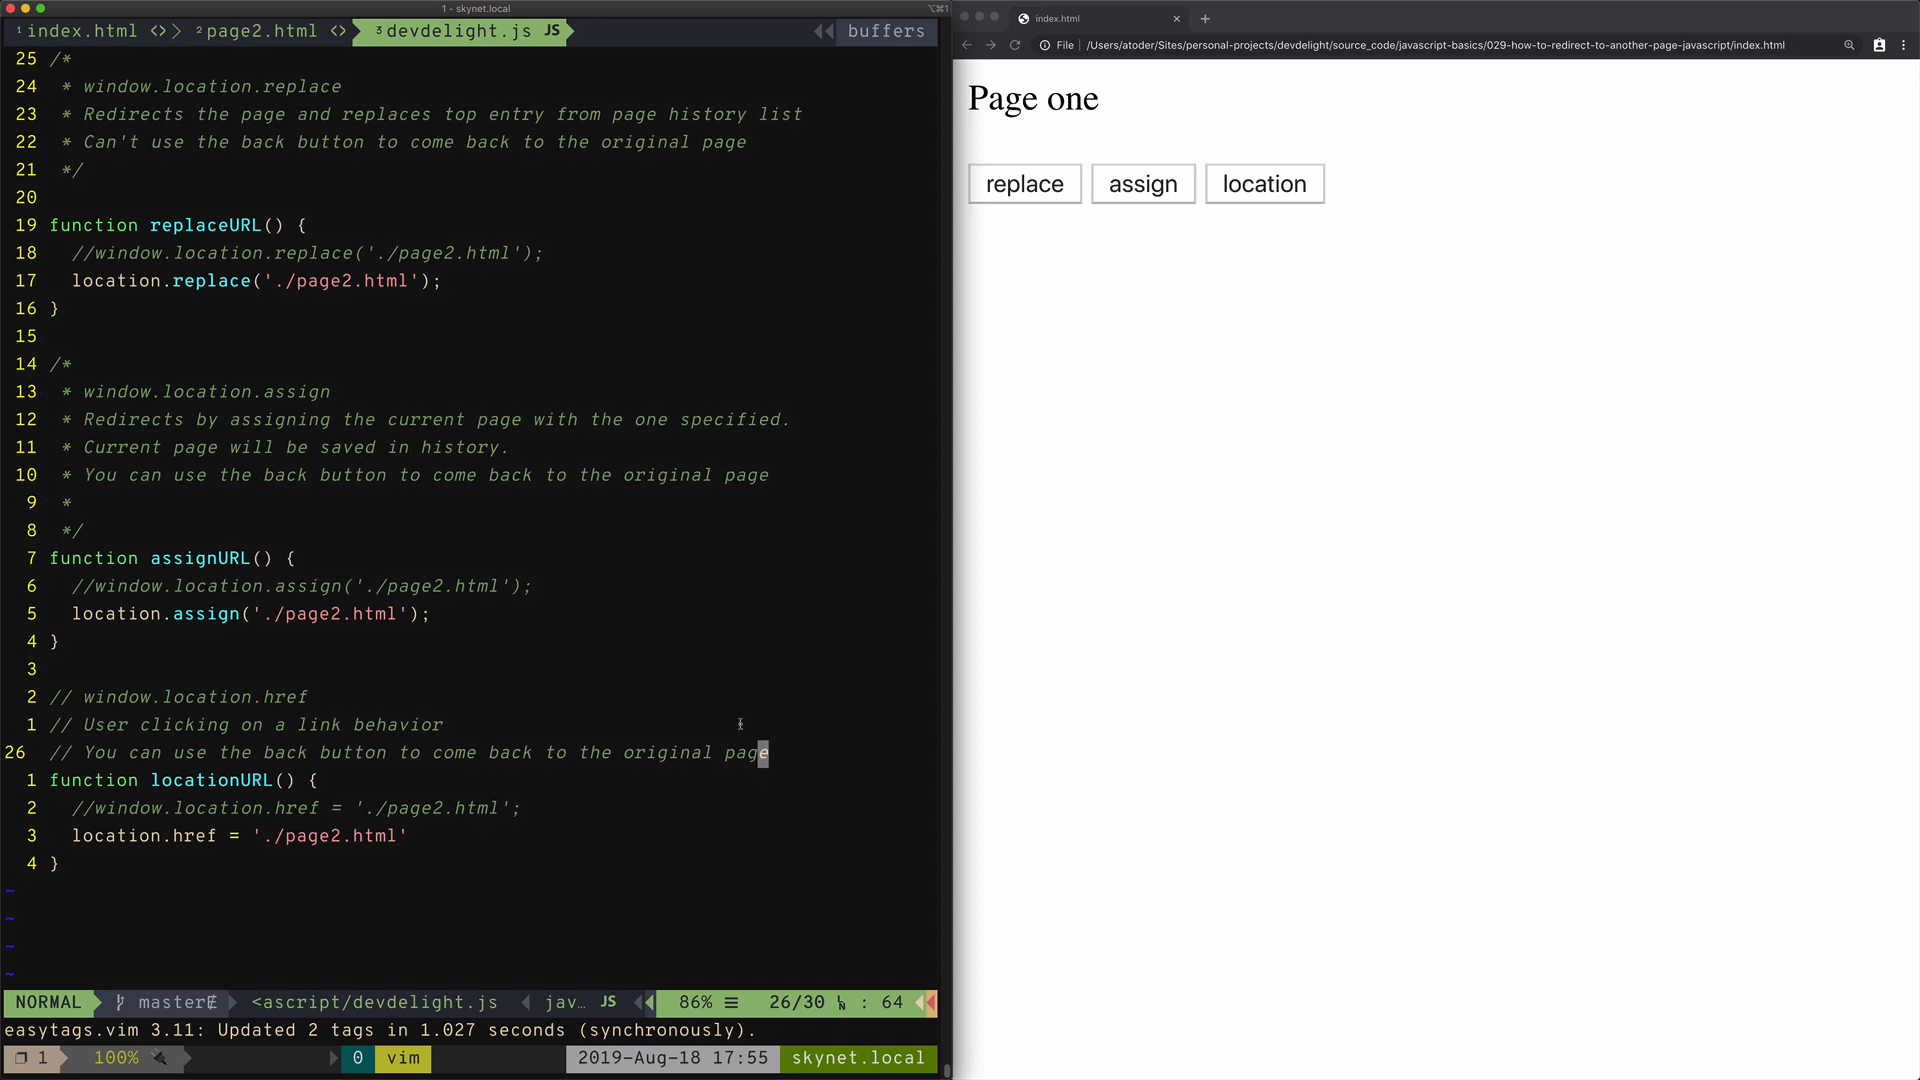 1 - skynet.local
⌥⌘1
1 index.html <> 2 page2.html <> 3 devdelight.js JS buffers
25 /*
24 * window.location.replace
23 * Redirects the page and replaces top entry from page history list
22 * Can't use the back button to come back to the original page
21 */
20
19 function replaceURL() {
18 //window.location.replace('./page2.html');
17 location.replace('./page2.html');
16 }
15
14 /*
13 * window.location.assign
12 * Redirects by assigning the current page with the one specified.
11 * Current page will be saved in history.
10 * You can use the back button to come back to the original page
9 *
8 */
7 function assignURL() {
6 //window.location.assign('./page2.html');
5 location.assign('./page2.html');
4 }
3
2 // window.location.href
1 // User clicking on a link behavior
26 // You can use the back button to come back to the original page
1 function locationURL() {
2 //window.location.href = './page2.html';
3 location.href = './page2.html'
4 }
~
~
~
~
NORMAL master <ascript/devdelight.js jav… JS 86% ☰ 26/30 : 64
easytags.vim 3.11: Updated 2 tags in 1.027 seconds (synchronously).
1 100% 0 vim 2019-Aug-18 17:55 skynet.local
index.html
File /Users/atoder/Sites/personal-projects/devdelight/source_code/javascript-basics/029-how-to-redirect-to-another-page-javascript/index.html
Page one
replace assign location